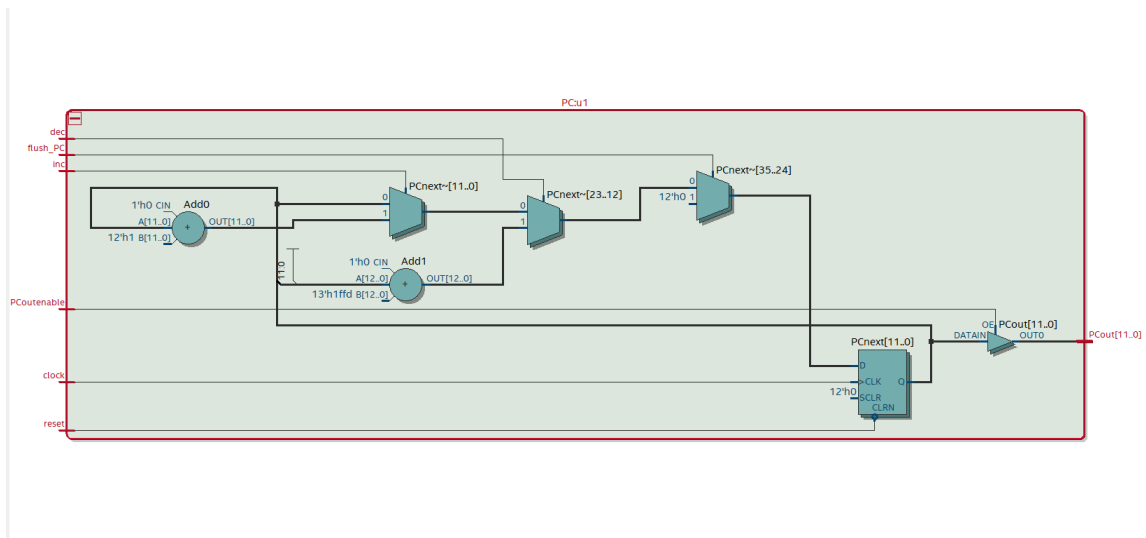 PC:u1
dec
flush_PC
inc
PCnext~[35..24]
0
12'h0 1
PCnext~[11..0]
PCnext~[23..12]
1'h0 CIN
Add0
A[11..0]
OUT[11..0]
12'h1 B[11..0]
+
0
1
0
1
11:0
1'h0 CIN
Add1
A[12..0]
OUT[12..0]
13'h1ffd B[12..0]
+
PCoutenable
OE
PCout[11..0]
DATAIN
OUT0
PCout[11..0]
PCnext[11..0]
D
clock
>CLK
Q
12'h0
SCLR
CLRN
reset